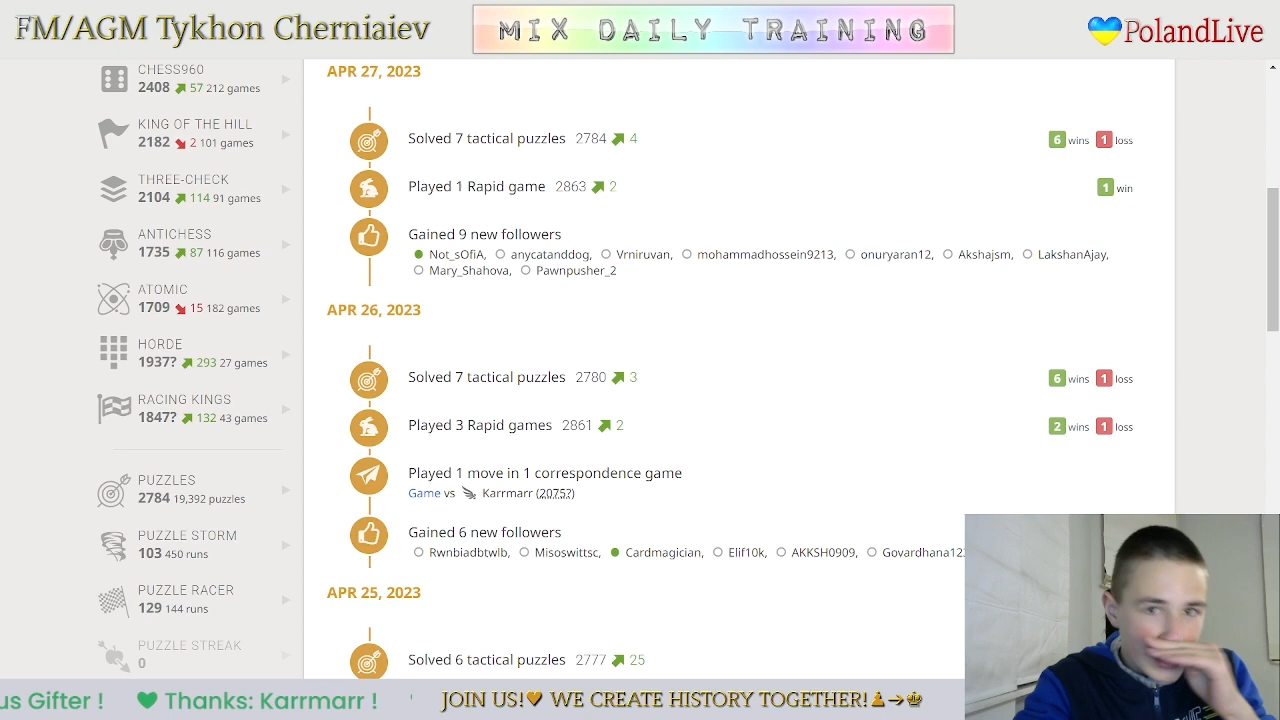 FM/AGM Tykhon Cherniaiev
MIX DAILY TRAINING
PolandLive
CHESS960
2408 57 212 games
KING OF THE HILL
2182 2 101 games
THREE-CHECK
2104 114 91 games
ANTICHESS
1735 87 116 games
ATOMIC
1709 15 182 games
HORDE
1937? 293 27 games
RACING KINGS
1847? 132 43 games
PUZZLES
2784 19,392 puzzles
PUZZLE STORM
103 450 runs
PUZZLE RACER
129 144 runs
PUZZLE STREAK
0
APR 27, 2023
Solved 7 tactical puzzles 2784 4 6 wins 1 loss
Played 1 Rapid game 2863 2 1 win
Gained 9 new followers
Not_sOfiA, anycatanddog, Vrniruvan, mohammadhossein9213, onuryaran12, Akshajsm, LakshanAjay,
Mary_Shahova, Pawnpusher_2
APR 26, 2023
Solved 7 tactical puzzles 2780 3 6 wins 1 loss
Played 3 Rapid games 2861 2 2 wins 1 loss
Played 1 move in 1 correspondence game
Game vs Karrmarr (2075?)
Gained 6 new followers
Rwnbiadbtwlb, Misoswittsc, Cardmagician, Elif10k, AKKSH0909, Govardhana12
APR 25, 2023
Solved 6 tactical puzzles 2777 25
us Gifter ! Thanks: Karrmarr !
JOIN US! WE CREATE HISTORY TOGETHER!